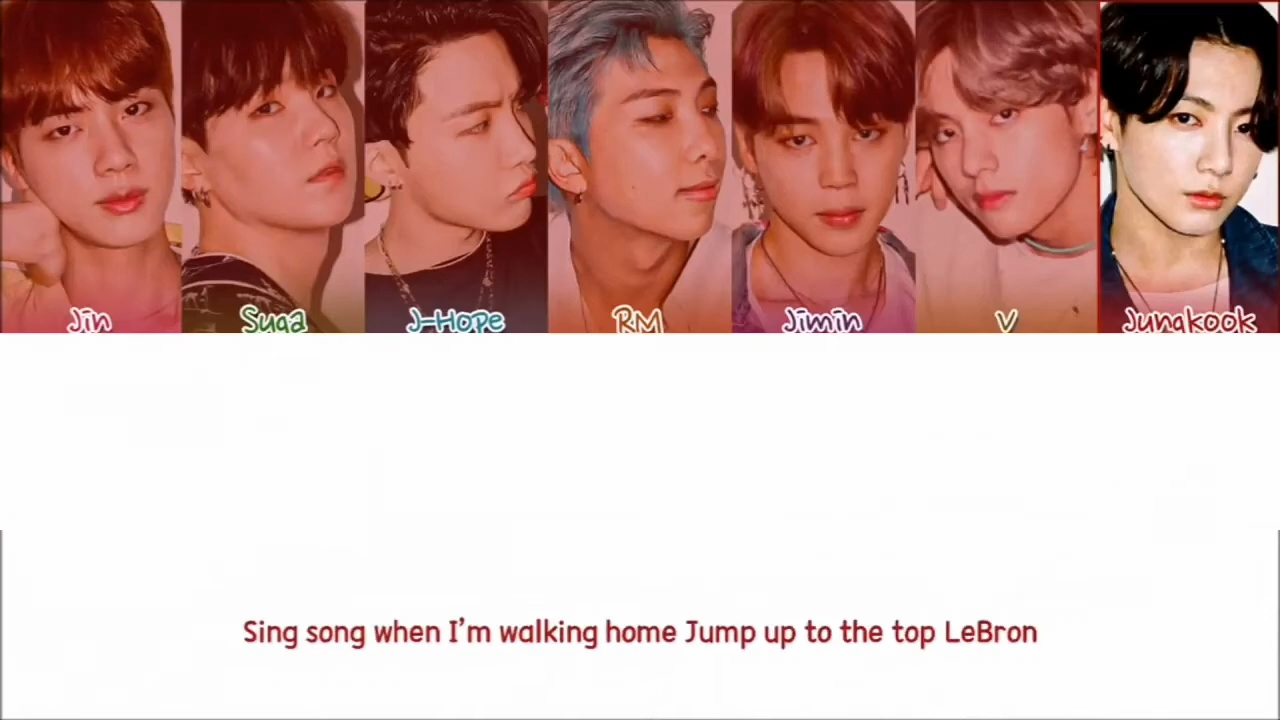 Jin Suga J-Hope RM Jimin V Jungkook
Sing song when I'm walking home Jump up to the top LeBron